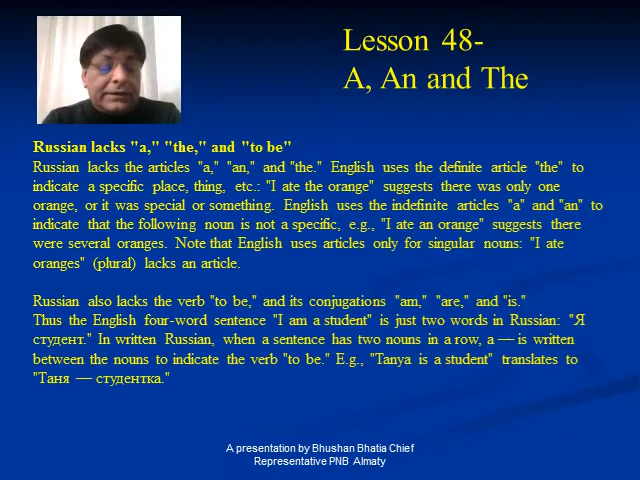 Lesson 48-
A, An and The
Russian lacks "a," "the," and "to be"
Russian lacks the articles "a," "an," and "the." English uses the definite article "the" to
indicate a specific place, thing, etc.: "I ate the orange" suggests there was only one
orange, or it was special or something. English uses the indefinite articles "a" and "an" to
indicate that the following noun is not a specific, e.g., "I ate an orange" suggests there
were several oranges. Note that English uses articles only for singular nouns: "I ate
oranges" (plural) lacks an article.
Russian also lacks the verb "to be," and its conjugations "am," "are," and "is."
Thus the English four-word sentence "I am a student" is just two words in Russian: "Я
студент." In written Russian, when a sentence has two nouns in a row, a — is written
between the nouns to indicate the verb "to be." E.g., "Tanya is a student" translates to
"Таня — студентка."
A presentation by Bhushan Bhatia Chief
Representative PNB Almaty